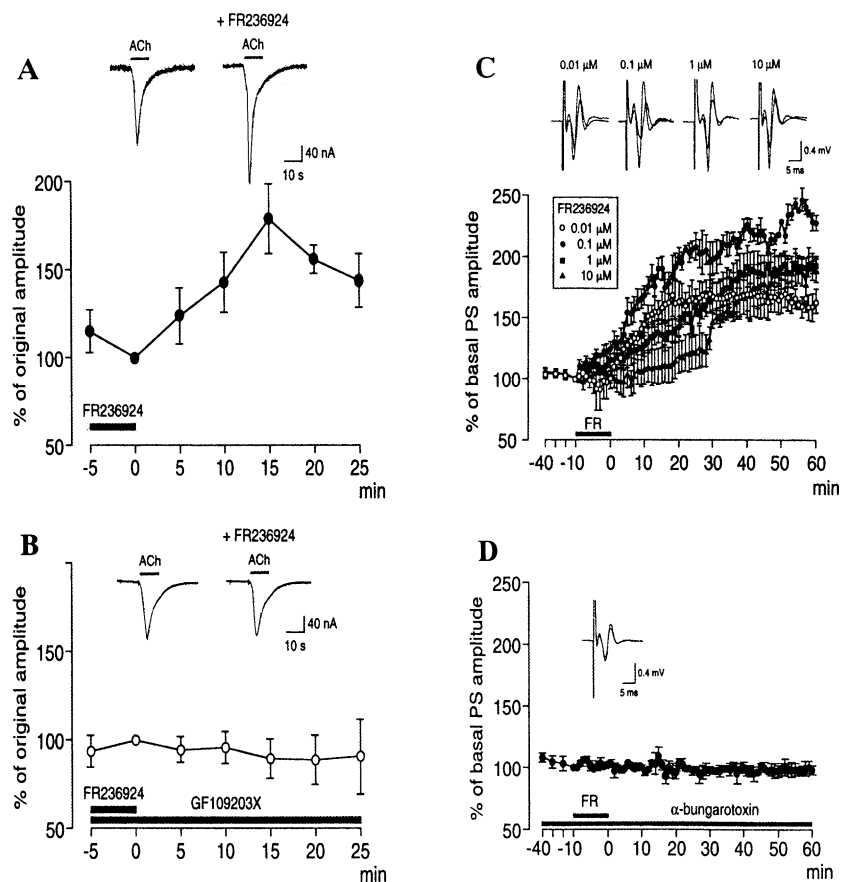 A
+ FR236924
ACh
ACh
40 nA
10 s
% of original amplitude
200
150
100
50
FR236924
-5
0
5
10
15
20
25
min
B
+ FR236924
ACh
ACh
40 nA
10 s
% of original amplitude
150
100
50
FR236924
GF109203X
-5
0
5
10
15
20
25
min
C
0.01 µM
0.1 µM
1 µM
10 µM
0.4 mV
5 ms
% of basal PS amplitude
250
200
150
100
50
FR236924
0.01 µM
0.1 µM
1 µM
10 µM
FR
-40
-10
0
10
20
30
40
50
60
min
D
0.4 mV
5 ms
% of basal PS amplitude
250
200
150
100
50
FR
α-bungarotoxin
-40
-10
0
10
20
30
40
50
60
min